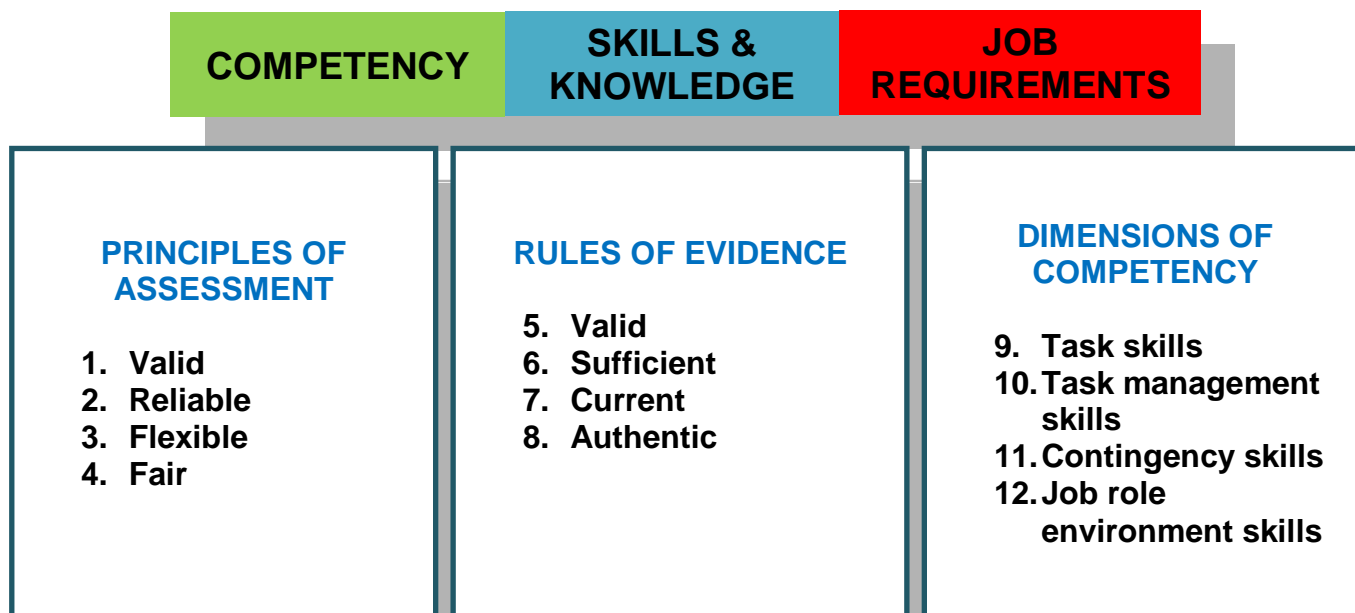 COMPETENCY
SKILLS &
KNOWLEDGE
JOB
REQUIREMENTS
PRINCIPLES OF
ASSESSMENT
1. Valid
2. Reliable
3. Flexible
4. Fair
RULES OF EVIDENCE
5. Valid
6. Sufficient
7. Current
8. Authentic
DIMENSIONS OF
COMPETENCY
9. Task skills
10. Task management
skills
11. Contingency skills
12. Job role
environment skills